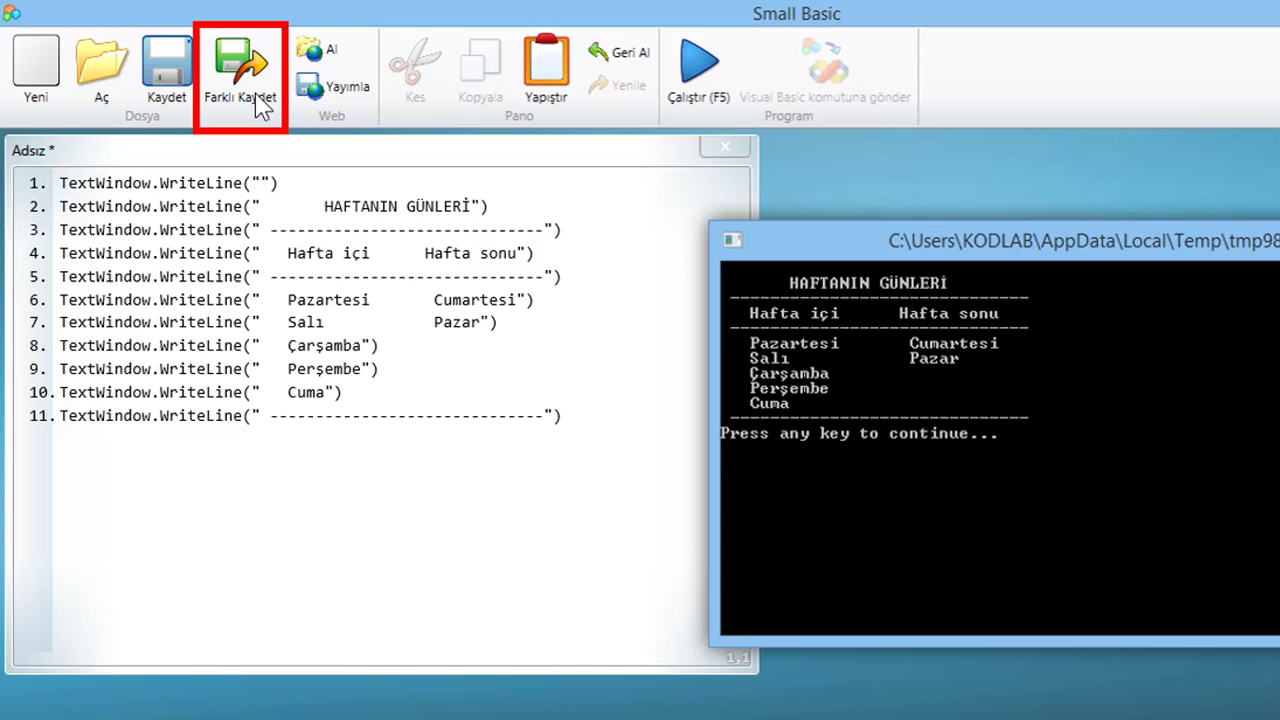 Small Basic
Yeni
Aç
Kaydet
Farklı Kaydet
Al
Yayımla
Kes
Kopyala
Yapıştır
Geri Al
Yenile
Çalıştır (F5)
Visual Basic komutuna gönder
Dosya
Web
Pano
Program
Adsız *
1. TextWindow.WriteLine("")
2. TextWindow.WriteLine("       HAFTANIN GÜNLERİ")
3. TextWindow.WriteLine(" ------------------------------")
4. TextWindow.WriteLine("   Hafta içi      Hafta sonu")
5. TextWindow.WriteLine(" ------------------------------")
6. TextWindow.WriteLine("   Pazartesi       Cumartesi")
7. TextWindow.WriteLine("   Salı            Pazar")
8. TextWindow.WriteLine("   Çarşamba")
9. TextWindow.WriteLine("   Perşembe")
10. TextWindow.WriteLine("   Cuma")
11. TextWindow.WriteLine(" ------------------------------")
1,1
C:\Users\KODLAB\AppData\Local\Temp\tmp98
HAFTANIN GÜNLERİ
------------------------------
Hafta içi      Hafta sonu
------------------------------
Pazartesi       Cumartesi
Salı            Pazar
Çarşamba
Perşembe
Cuma
------------------------------
Press any key to continue...